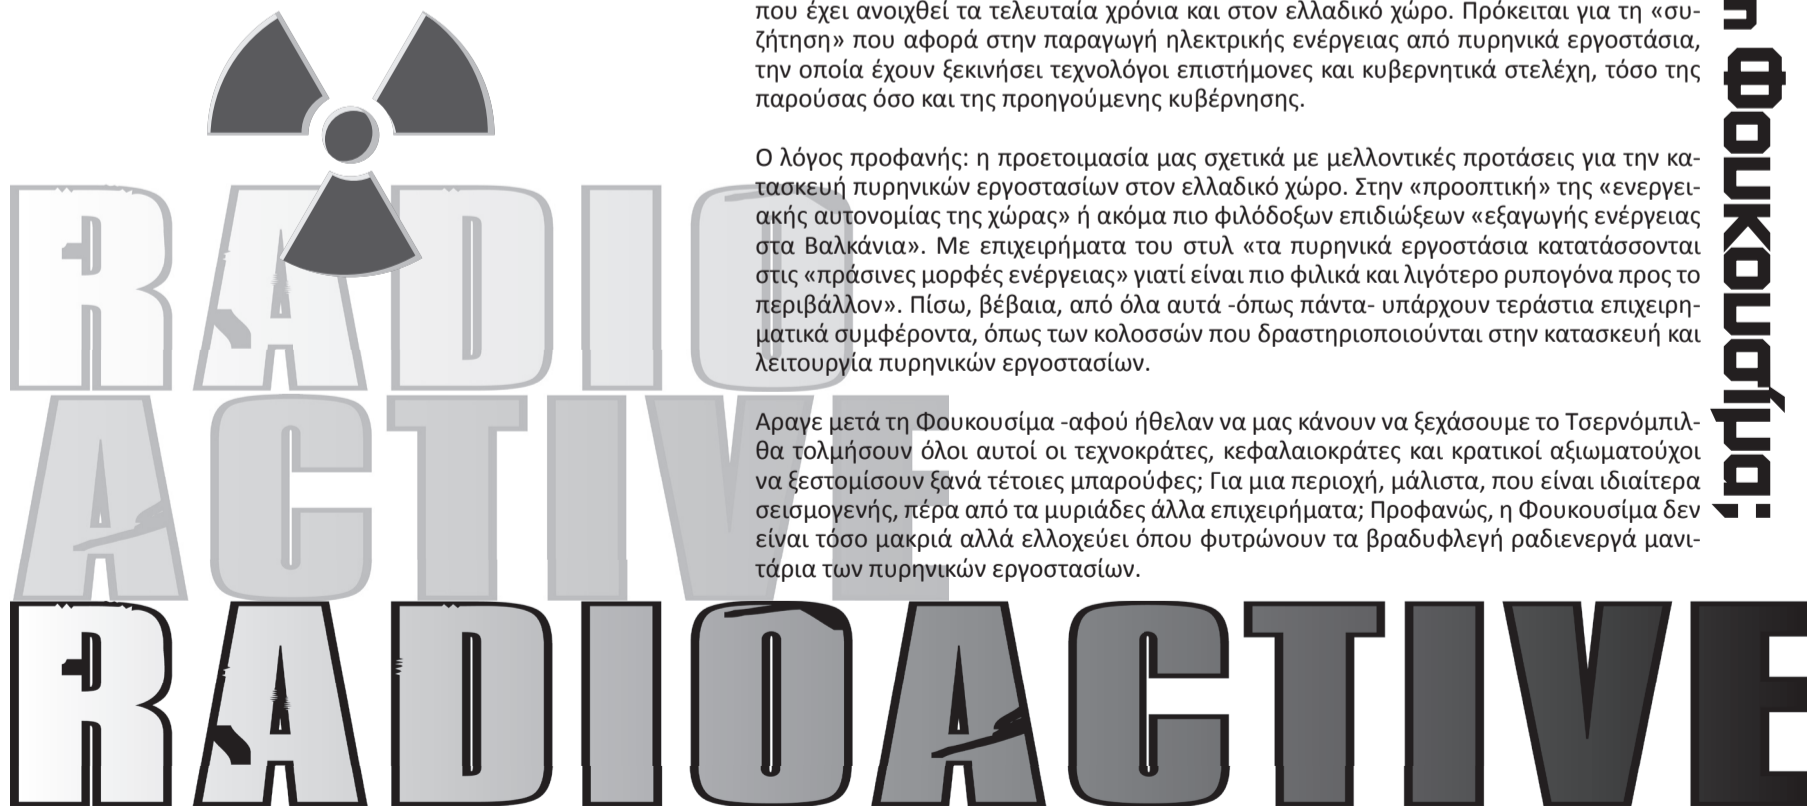 που έχει ανοιχθεί τα τελευταία χρόνια και στον ελλαδικό χώρο. Πρόκειται για τη «συ-
ζήτηση» που αφορά στην παραγωγή ηλεκτρικής ενέργειας από πυρηνικά εργοστάσια,
την οποία έχουν ξεκινήσει τεχνολόγοι επιστήμονες και κυβερνητικά στελέχη, τόσο της
παρούσας όσο και της προηγούμενης κυβέρνησης.
Ο λόγος προφανής: η προετοιμασία μας σχετικά με μελλοντικές προτάσεις για την κα-
τασκευή πυρηνικών εργοστασίων στον ελλαδικό χώρο. Στην «προοπτική» της «ενεργει-
ακής αυτονομίας της χώρας» ή ακόμα πιο φιλόδοξων επιδιώξεων «εξαγωγής ενέργειας
στα Βαλκάνια». Με επιχειρήματα του στυλ «τα πυρηνικά εργοστάσια κατατάσσονται
στις «πράσινες μορφές ενέργειας» γιατί είναι πιο φιλικά και λιγότερο ρυπογόνα προς το
περιβάλλον». Πίσω, βέβαια, από όλα αυτά -όπως πάντα- υπάρχουν τεράστια επιχειρη-
ματικά συμφέροντα, όπως των κολοσσών που δραστηριοποιούνται στην κατασκευή και
λειτουργία πυρηνικών εργοστασίων.
Αραγε μετά τη Φουκουσίμα -αφού ήθελαν να μας κάνουν να ξεχάσουμε το Τσερνόμπιλ-
θα τολμήσουν όλοι αυτοί οι τεχνοκράτες, κεφαλαιοκράτες και κρατικοί αξιωματούχοι
να ξεστομίσουν ξανά τέτοιες μπαρούφες; Για μια περιοχή, μάλιστα, που είναι ιδιαίτερα
σεισμογενής, πέρα από τα μυριάδες άλλα επιχειρήματα; Προφανώς, η Φουκουσίμα δεν
είναι τόσο μακριά αλλά ελλοχεύει όπου φυτρώνουν τα βραδυφλεγή ραδιενεργά μανι-
τάρια των πυρηνικών εργοστασίων.
Φουκουσίμα;
RADIO
ACTIVE
RADIOACTIVE